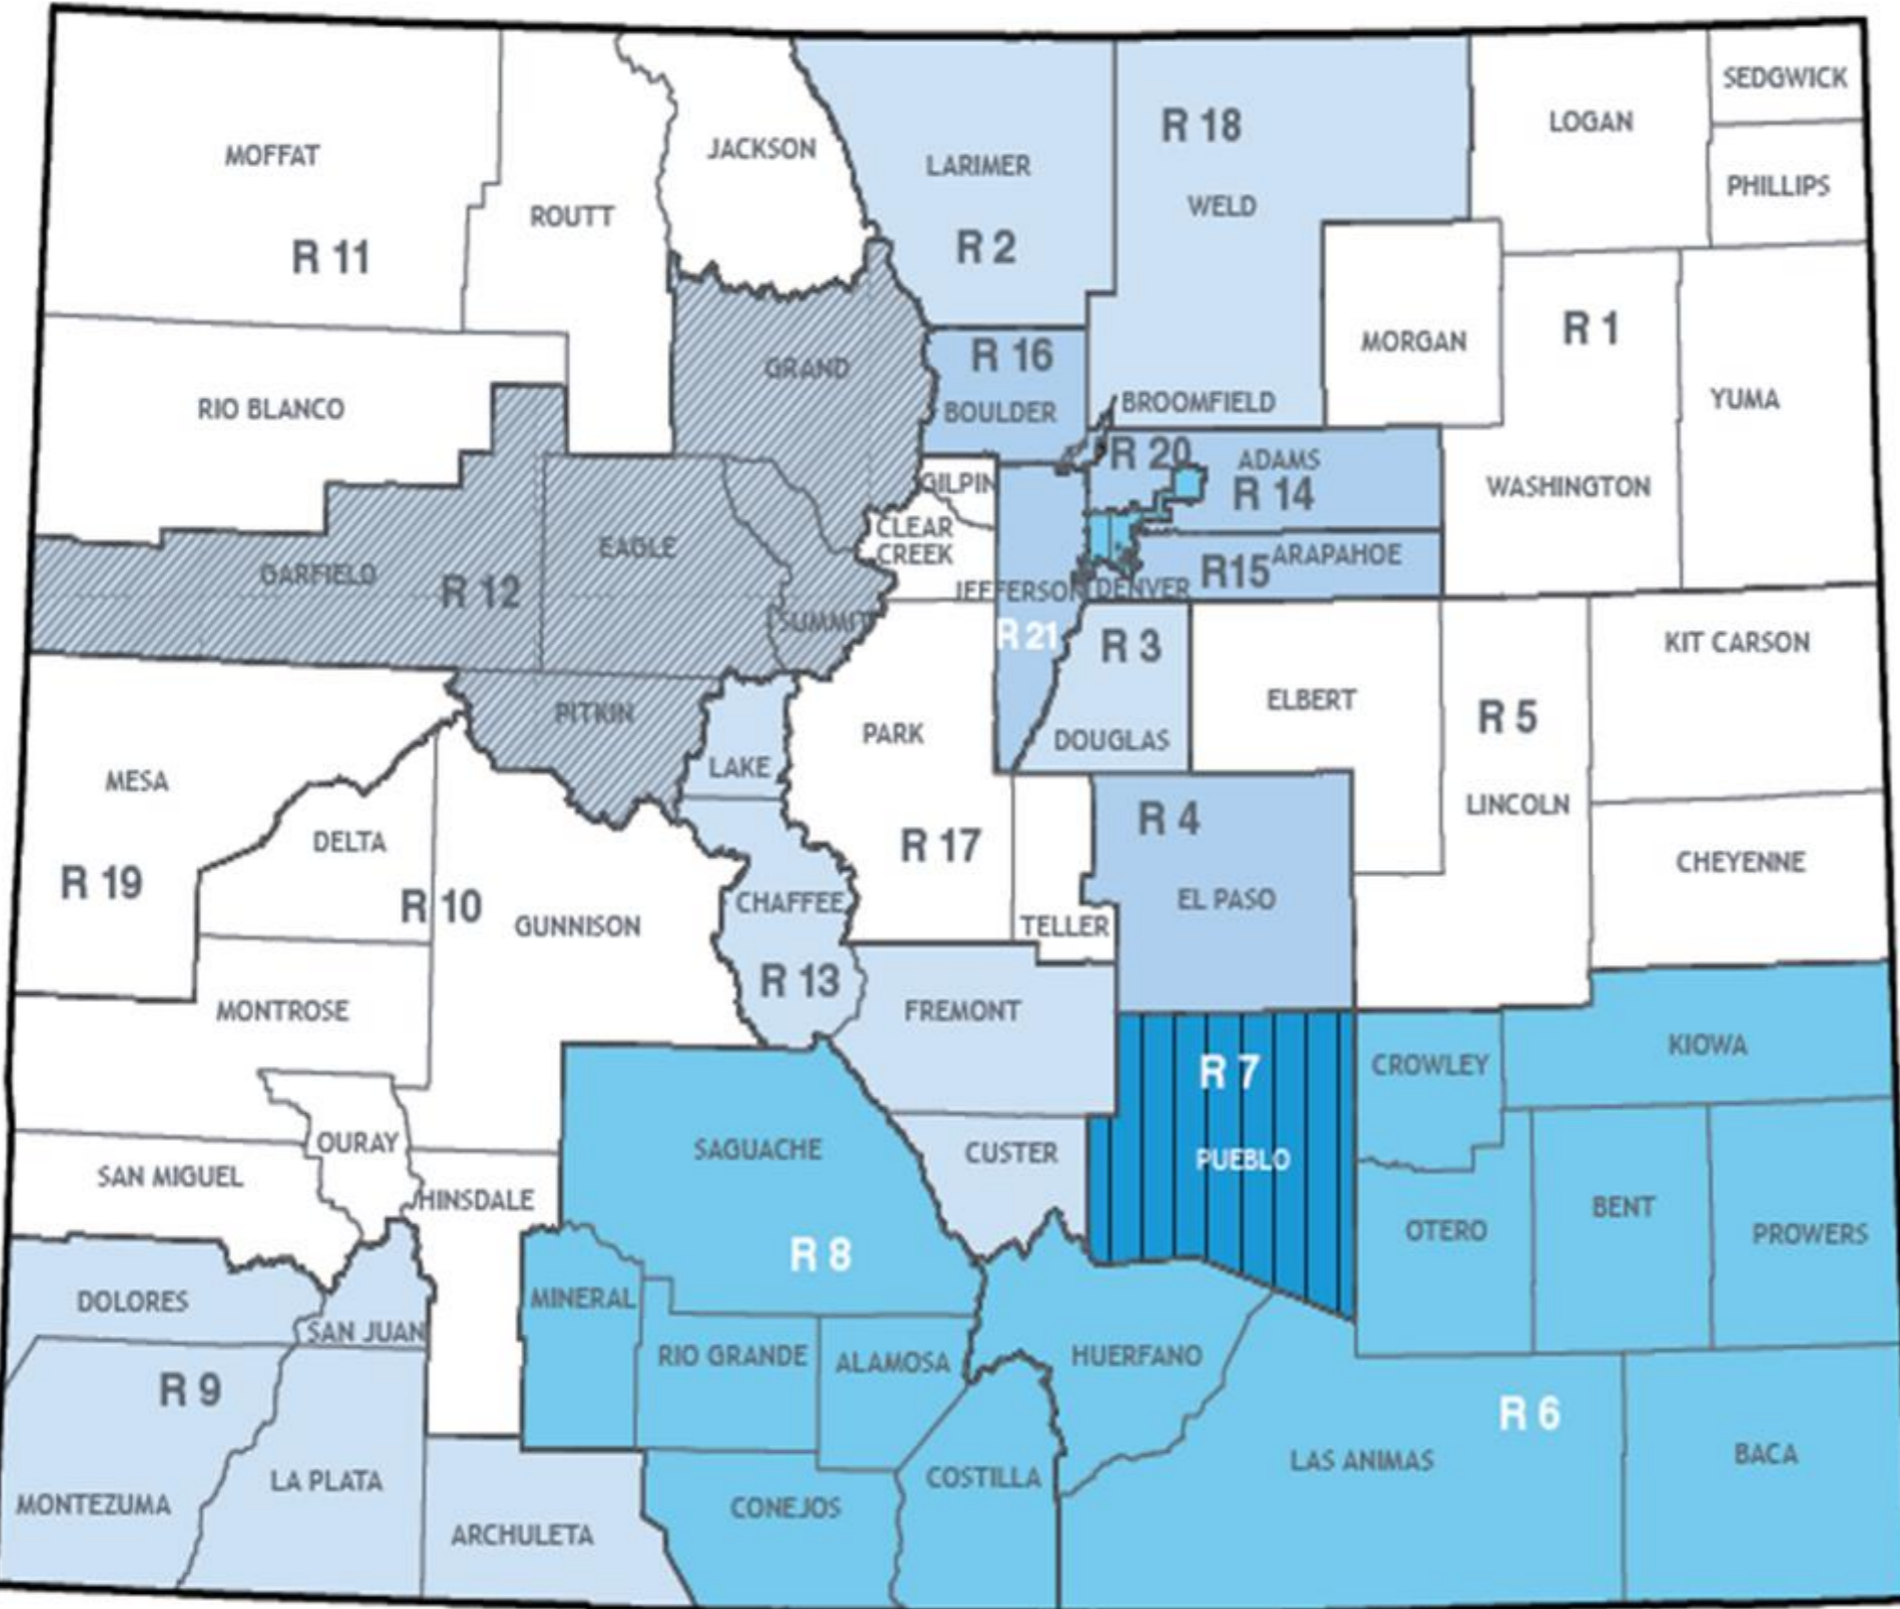 SEDGWICK
LOGAN
R 18
JACKSON
MOFFAT
LARIMER
PHILLIPS
WELD
ROUTT
R 2
R 11
R 1
MORGAN
R 16
GRAND
YUMA
RIO BLANCO
BOULDER
BROOMFIELD
R 20
ADAMS
GILPIN
WASHINGTON
R 14
CLEAR
CREEK
EAGLE
ARAPAHOE
GARFIELD
R 12
R15
JEFFERSON
DENVER
SUMMIT
R 21
R 3
KIT CARSON
ELBERT
PITKIN
R 5
PARK
DOUGLAS
LAKE
MESA
LINCOLN
R 4
DELTA
R 17
CHEYENNE
R 19
CHAFFEE
EL PASO
R 10
GUNNISON
TELLER
R 13
MONTROSE
FREMONT
KIOWA
CROWLEY
R 7
OURAY
SAGUACHE
CUSTER
PUEBLO
SAN MIGUEL
HINSDALE
BENT
OTERO
PROWERS
R 8
MINERAL
DOLORES
SAN JUAN
RIO GRANDE
ALAMOSA
HUERFANO
R 9
R 6
BACA
LAS ANIMAS
LA PLATA
COSTILLA
MONTEZUMA
CONEJOS
ARCHULETA